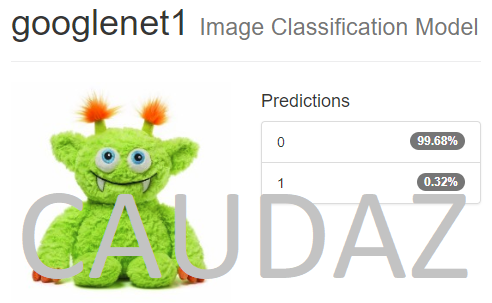 googlenet1 Image Classification Model
Predictions
0 99.68%
1 0.32%
CAUDAZ